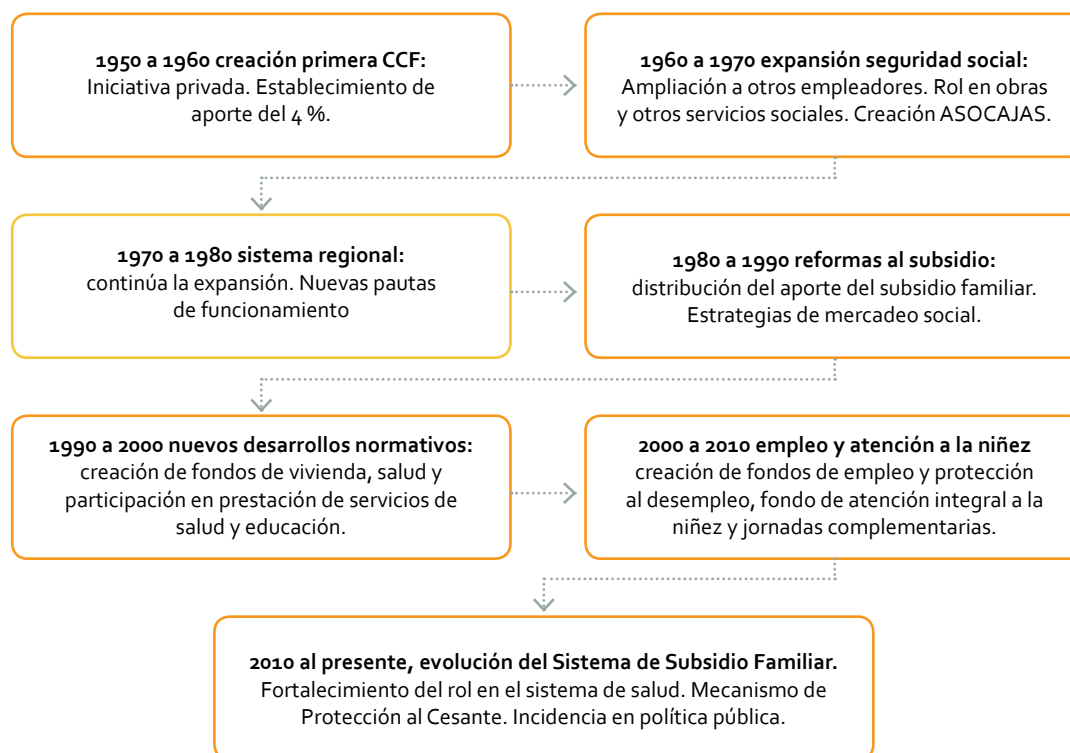 1950 a 1960 creación primera CCF:
Iniciativa privada. Establecimiento de
aporte del 4 %.
1960 a 1970 expansión seguridad social:
Ampliación a otros empleadores. Rol en obras
y otros servicios sociales. Creación ASOCAJAS.
1970 a 1980 sistema regional:
continúa la expansión. Nuevas pautas
de funcionamiento
1980 a 1990 reformas al subsidio:
distribución del aporte del subsidio familiar.
Estrategias de mercadeo social.
1990 a 2000 nuevos desarrollos normativos:
creación de fondos de vivienda, salud y
participación en prestación de servicios de
salud y educación.
2000 a 2010 empleo y atención a la niñez
creación de fondos de empleo y protección
al desempleo, fondo de atención integral a la
niñez y jornadas complementarias.
2010 al presente, evolución del Sistema de Subsidio Familiar.
Fortalecimiento del rol en el sistema de salud. Mecanismo de
Protección al Cesante. Incidencia en política pública.